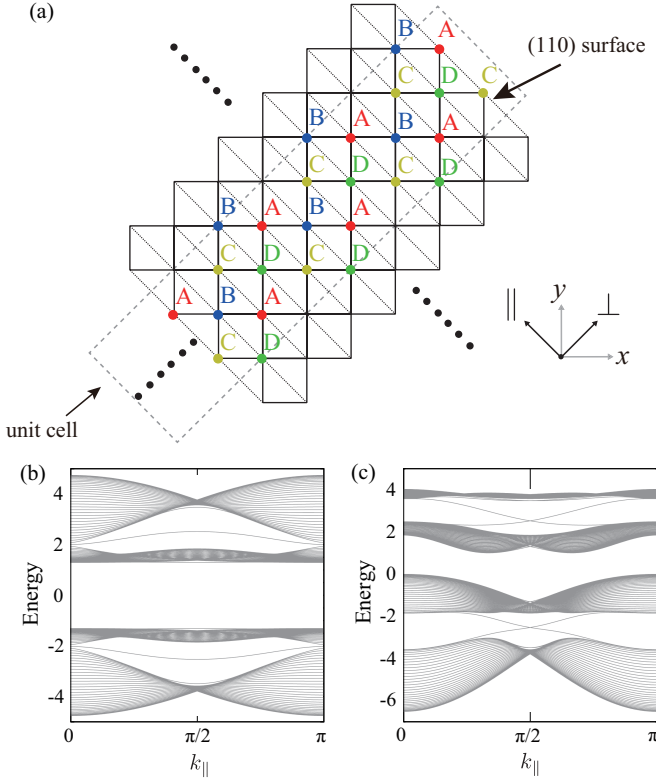 (a)
B A
(110) surface
C D C
B A B A
C D C D
B A B A
C D C D
A B A
C D
|| y ⊥
x
unit cell
(b) (c)
4 4
2 2
0 0
-2 -2
-4 -4
-6
Energy Energy
0 π/2 π 0 π/2 π
k∥ k∥